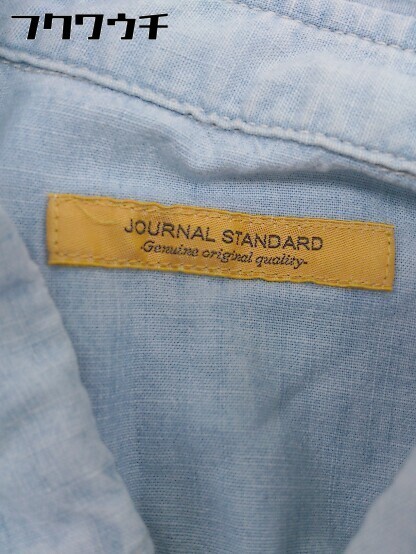 フクワウチ
JOURNAL STANDARD
-Genuine original quality-